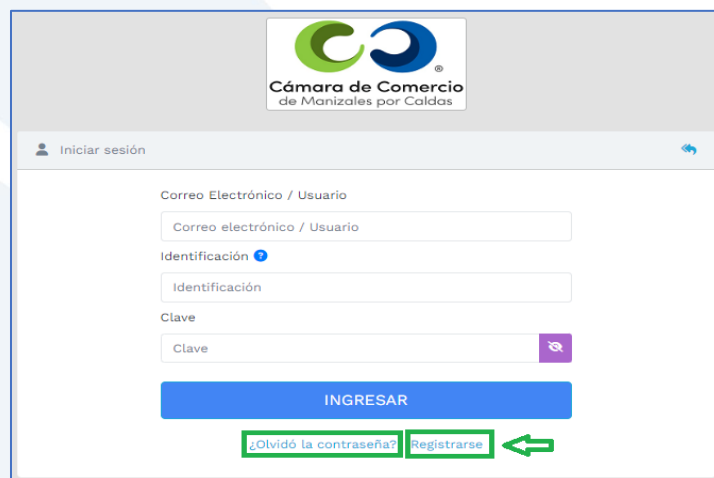 ®
Cámara de Comercio
de Manizales por Caldas
Iniciar sesión
Correo Electrónico / Usuario
Correo electrónico / Usuario
Identificación ?
Identificación
Clave
Clave
INGRESAR
¿Olvidó la contraseña? Registrarse